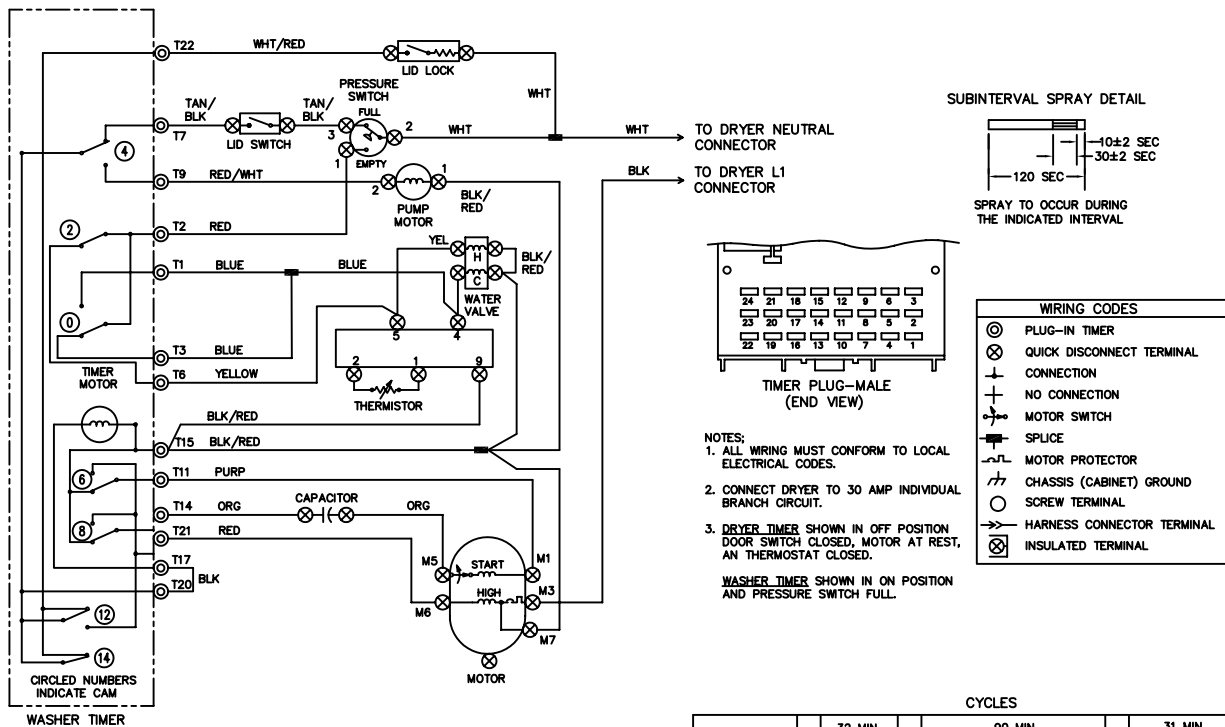 T22
WHT/RED
LID LOCK
PRESSURE
SWITCH
FULL
WHT
TAN/
BLK
TAN/
BLK
3
2
T7
LID SWITCH
WHT
WHT
TO DRYER NEUTRAL
CONNECTOR
4
1
EMPTY
T9
RED/WHT
2
1
BLK
TO DRYER L1
CONNECTOR
PUMP
MOTOR
BLK/
RED
2
T2
RED
YEL
H
BLK/
RED
T1
BLUE
BLUE
C
WATER
VALVE
0
5
4
T3
BLUE
TIMER
MOTOR
T6
YELLOW
2
1
9
THERMISTOR
BLK/RED
T15
BLK/RED
6
T11
PURP
T14
ORG
CAPACITOR
ORG
8
T21
RED
T17
BLK
T20
M5
START
M1
HIGH
M6
M3
M7
MOTOR
12
14
CIRCLED NUMBERS
INDICATE CAM
WASHER TIMER
SUBINTERVAL SPRAY DETAIL
10±2 SEC
30±2 SEC
120 SEC
SPRAY TO OCCUR DURING
THE INDICATED INTERVAL
24 21 18 15 12 9 6 3
23 20 17 14 11 8 5 2
22 19 16 13 10 7 4 1
TIMER PLUG-MALE
(END VIEW)
WIRING CODES
PLUG-IN TIMER
QUICK DISCONNECT TERMINAL
CONNECTION
NO CONNECTION
MOTOR SWITCH
SPLICE
MOTOR PROTECTOR
CHASSIS (CABINET) GROUND
SCREW TERMINAL
HARNESS CONNECTOR TERMINAL
INSULATED TERMINAL
NOTES;
1. ALL WIRING MUST CONFORM TO LOCAL
ELECTRICAL CODES.
2. CONNECT DRYER TO 30 AMP INDIVIDUAL
BRANCH CIRCUIT.
3. DRYER TIMER SHOWN IN OFF POSITION
DOOR SWITCH CLOSED, MOTOR AT REST,
AN THERMOSTAT CLOSED.
WASHER TIMER SHOWN IN ON POSITION
AND PRESSURE SWITCH FULL.
CYCLES
32 MIN
31 MIN